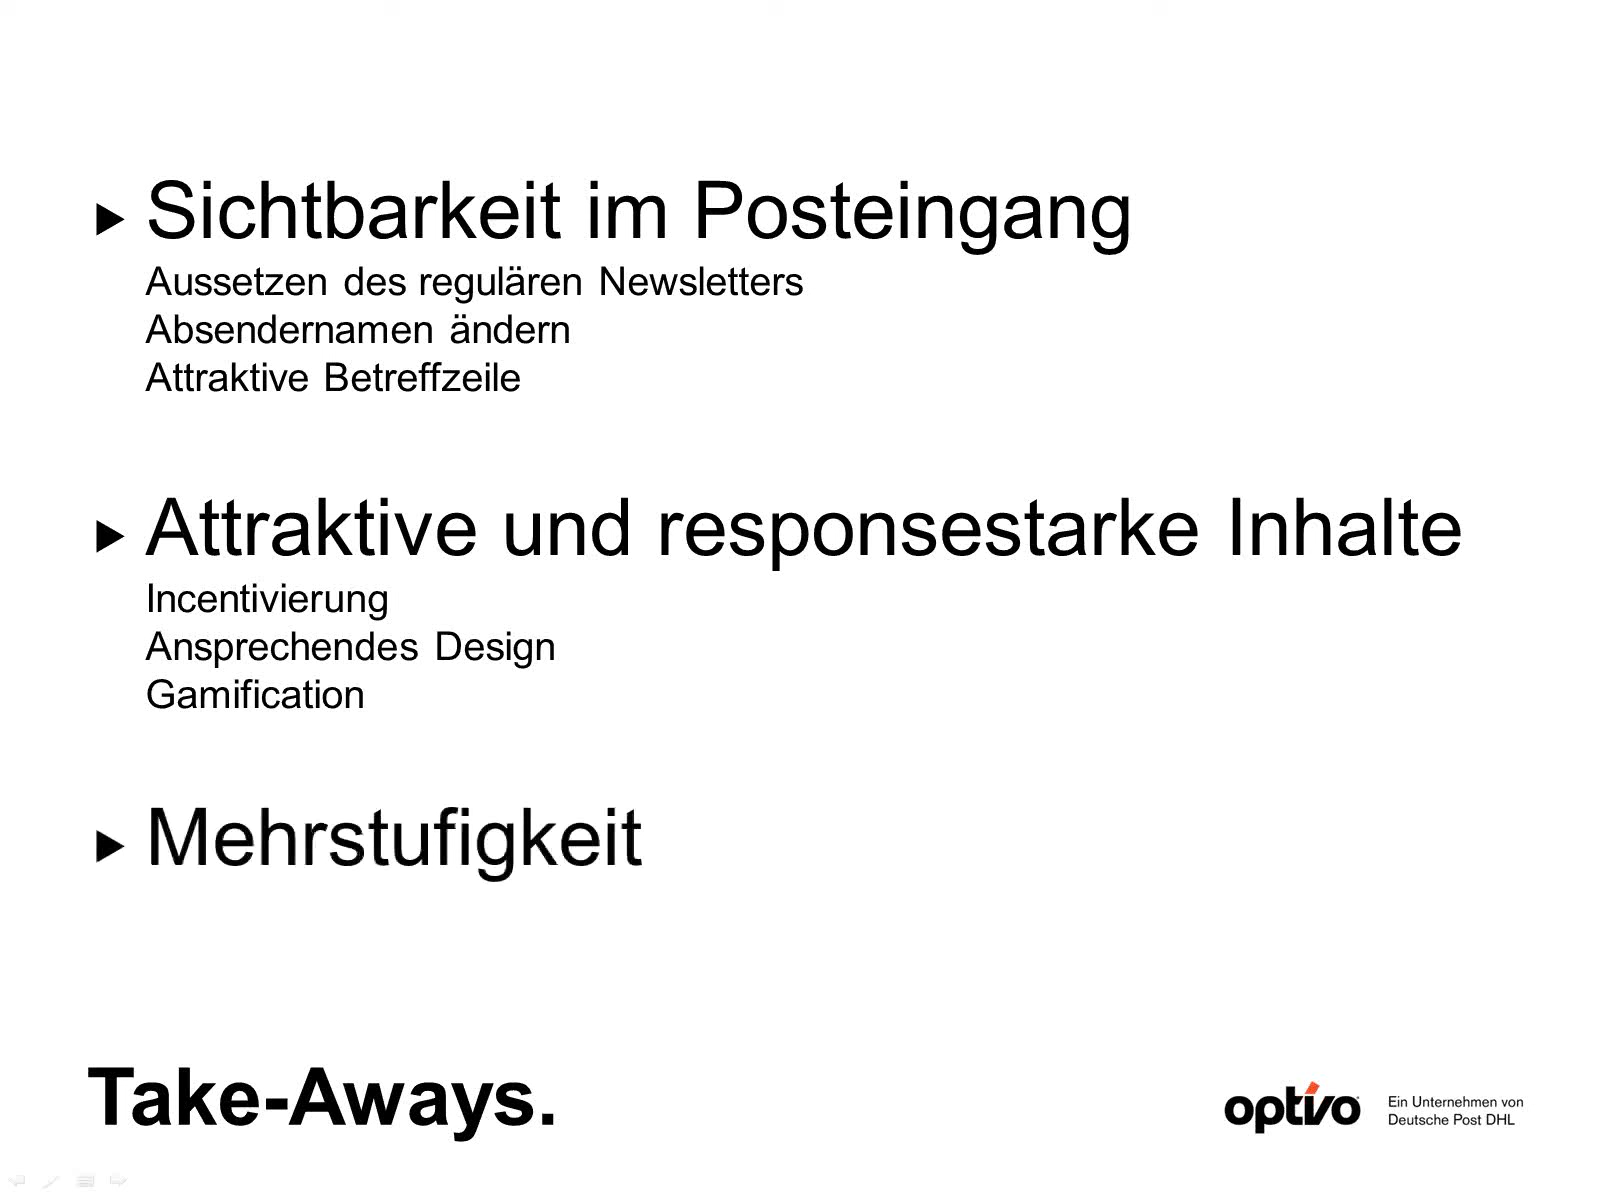 Sichtbarkeit im Posteingang
Aussetzen des regulären Newsletters
Absendernamen ändern
Attraktive Betreffzeile
Attraktive und responsestarke Inhalte
Incentivierung
Ansprechendes Design
Gamification
Mehrstufigkeit
Take-Aways.
optivo
Ein Unternehmen von
Deutsche Post DHL